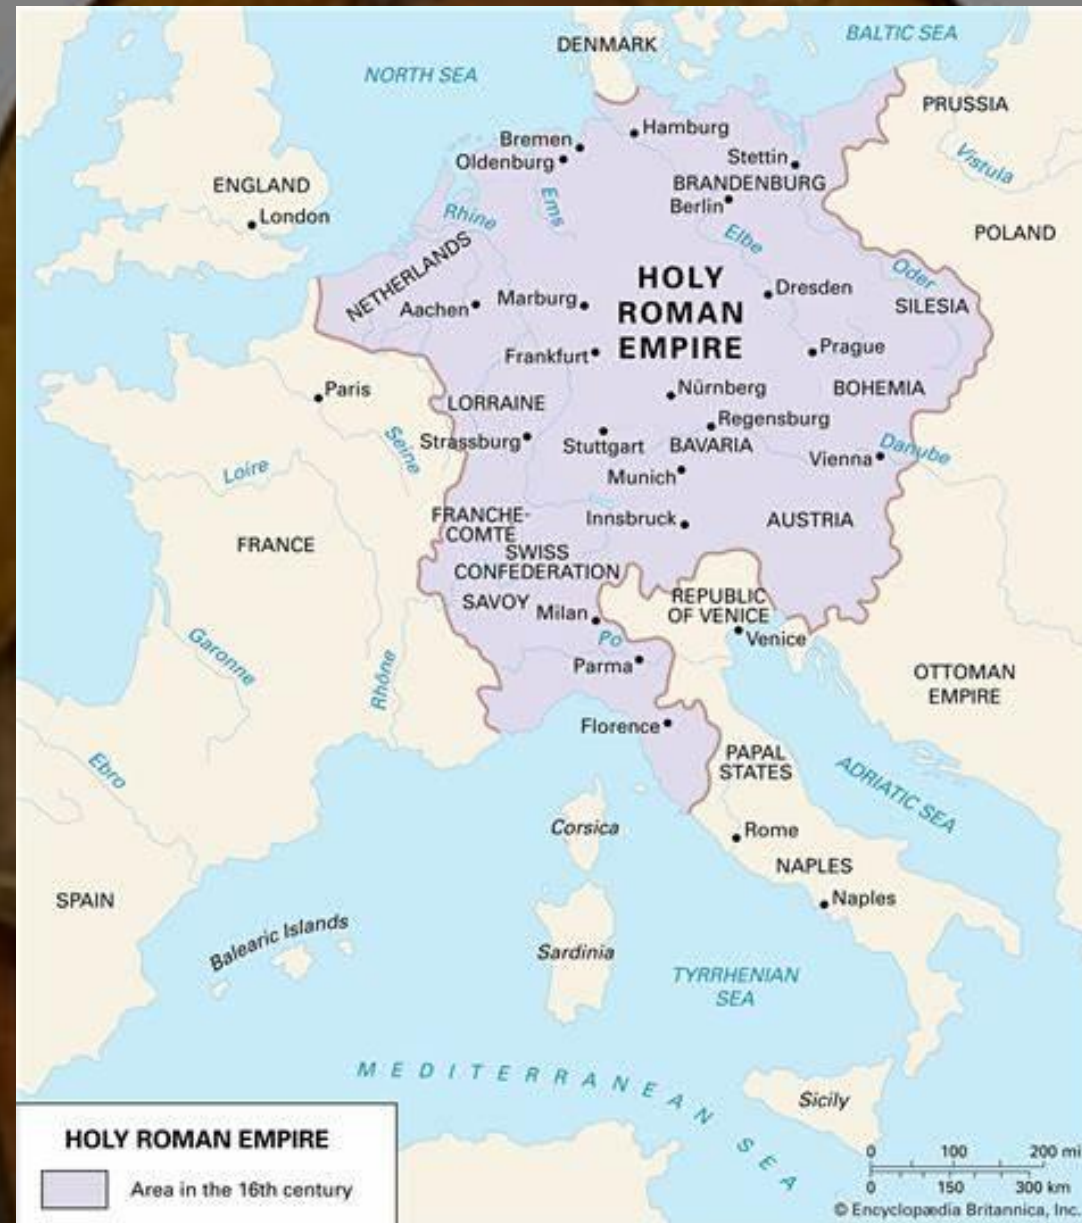 DENMARK
BALTIC SEA
NORTH SEA
PRUSSIA
Hamburg
Bremen
Oldenburg
Stettin
Vistula
ENGLAND
BRANDENBURG
Berlin
London
Rhine
Ems
Elbe
POLAND
NETHERLANDS
HOLY
ROMAN
EMPIRE
Oder
Dresden
SILESIA
Aachen
Marburg
Frankfurt
Prague
Paris
Nürnberg
BOHEMIA
LORRAINE
Regensburg
Strassburg
Stuttgart
BAVARIA
Seine
Vienna
Danube
Loire
Munich
FRANCHE-
COMTE
Innsbruck
AUSTRIA
FRANCE
SWISS
CONFEDERATION
SAVOY
Milan
REPUBLIC
OF VENICE
Venice
Po
Garonne
Rhône
Parma
OTTOMAN
EMPIRE
Florence
Ebro
PAPAL
STATES
ADRIATIC SEA
Corsica
Rome
NAPLES
SPAIN
Naples
Balearic Islands
Sardinia
TYRRHENIAN
SEA
MEDITERRANEAN SEA
Sicily
HOLY ROMAN EMPIRE
Area in the 16th century
0 100 200 mi
0 150 300 km
© Encyclopædia Britannica, Inc.